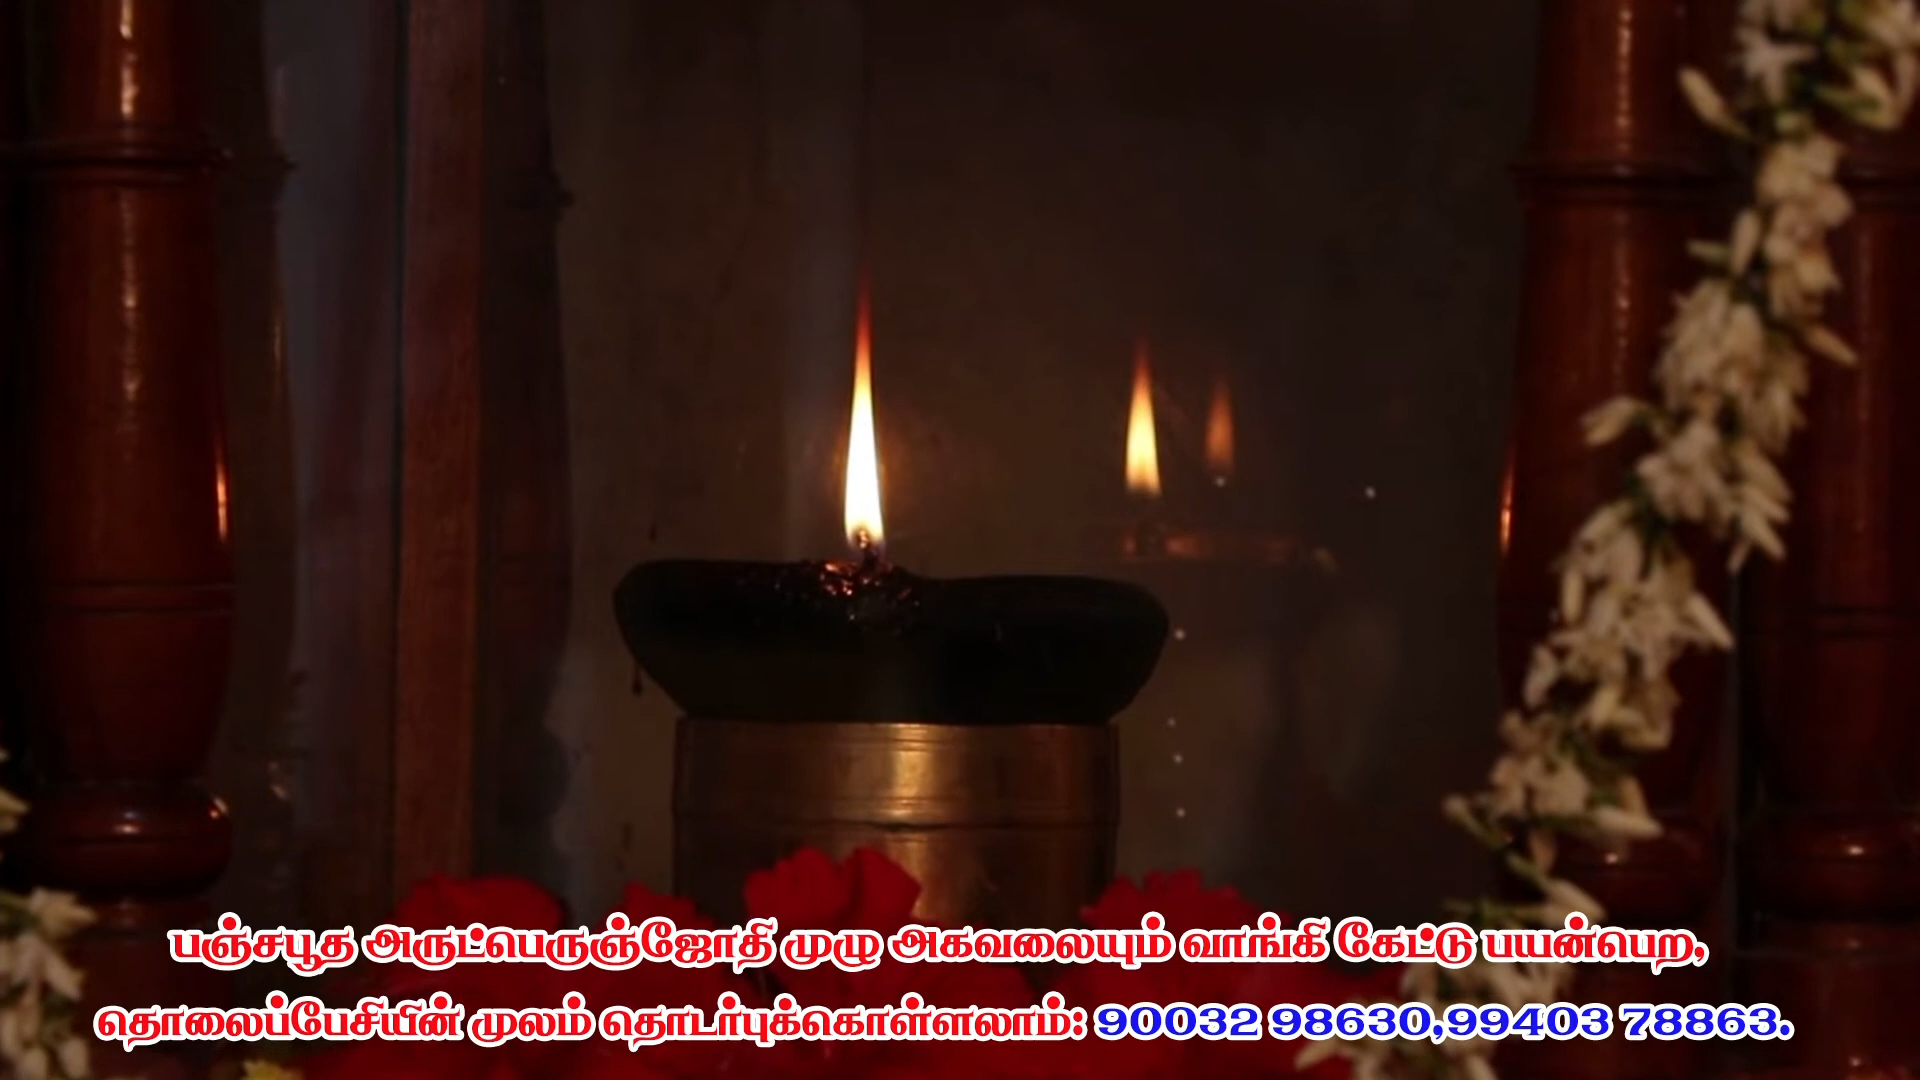 பஞ்சபூத அருட்பெருஞ்ஜோதி முழு அகவலையும் வாங்கி கேட்டு பயன்பெற,
தொலைப்பேசியின் மூலம் தொடர்புக்கொள்ளலாம்: 90032 98630,99403 78863.